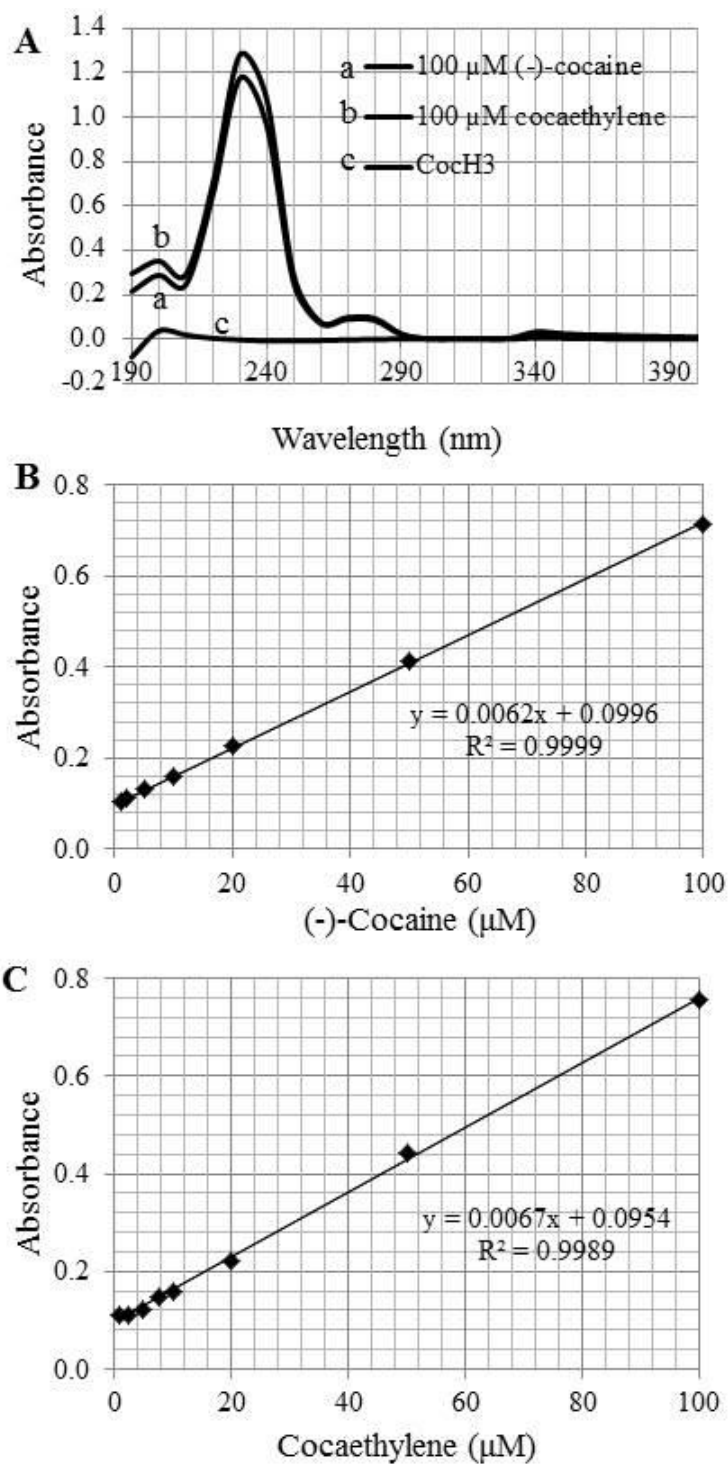 A
1.4
1.2
1.0
0.8
0.6
0.4
0.2
0.0
-0.2
Absorbance
a 100 µM (-)-cocaine
b 100 µM cocaethylene
c CocH3
b
a
c
190 240 290 340 390
Wavelength (nm)
B
0.8
0.6
0.4
0.2
0.0
Absorbance
y = 0.0062x + 0.0996
R² = 0.9999
0 20 40 60 80 100
(-)-Cocaine (µM)
C
0.8
0.6
0.4
0.2
0.0
Absorbance
y = 0.0067x + 0.0954
R² = 0.9989
0 20 40 60 80 100
Cocaethylene (µM)